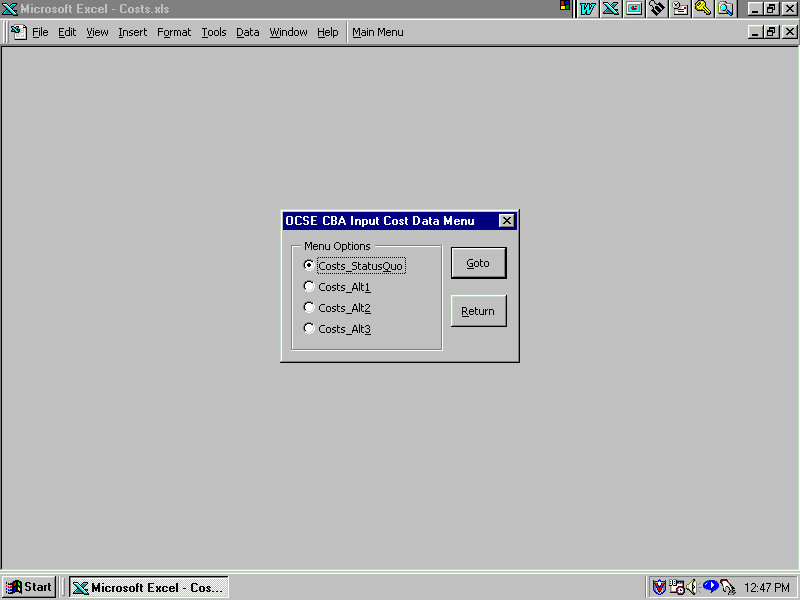 Microsoft Excel - Costs.xls
File Edit View Insert Format Tools Data Window Help Main Menu
OCSE CBA Input Cost Data Menu
Menu Options
Costs_StatusQuo
Goto
Costs_Alt1
Costs_Alt2
Return
Costs_Alt3
Start
Microsoft Excel - Cos...
12:47 PM